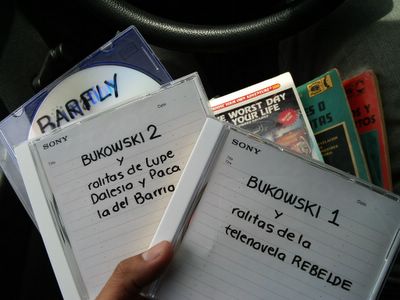 BARFLY
SONY
BUKOWSKI 2
y
rolitas de Lupe
Dalesio y Paca
la del Barrio
SONY
BUKOWSKI 1
y
rolitas de la
telenovela REBELDE
WORST DAY
YOUR LIFE